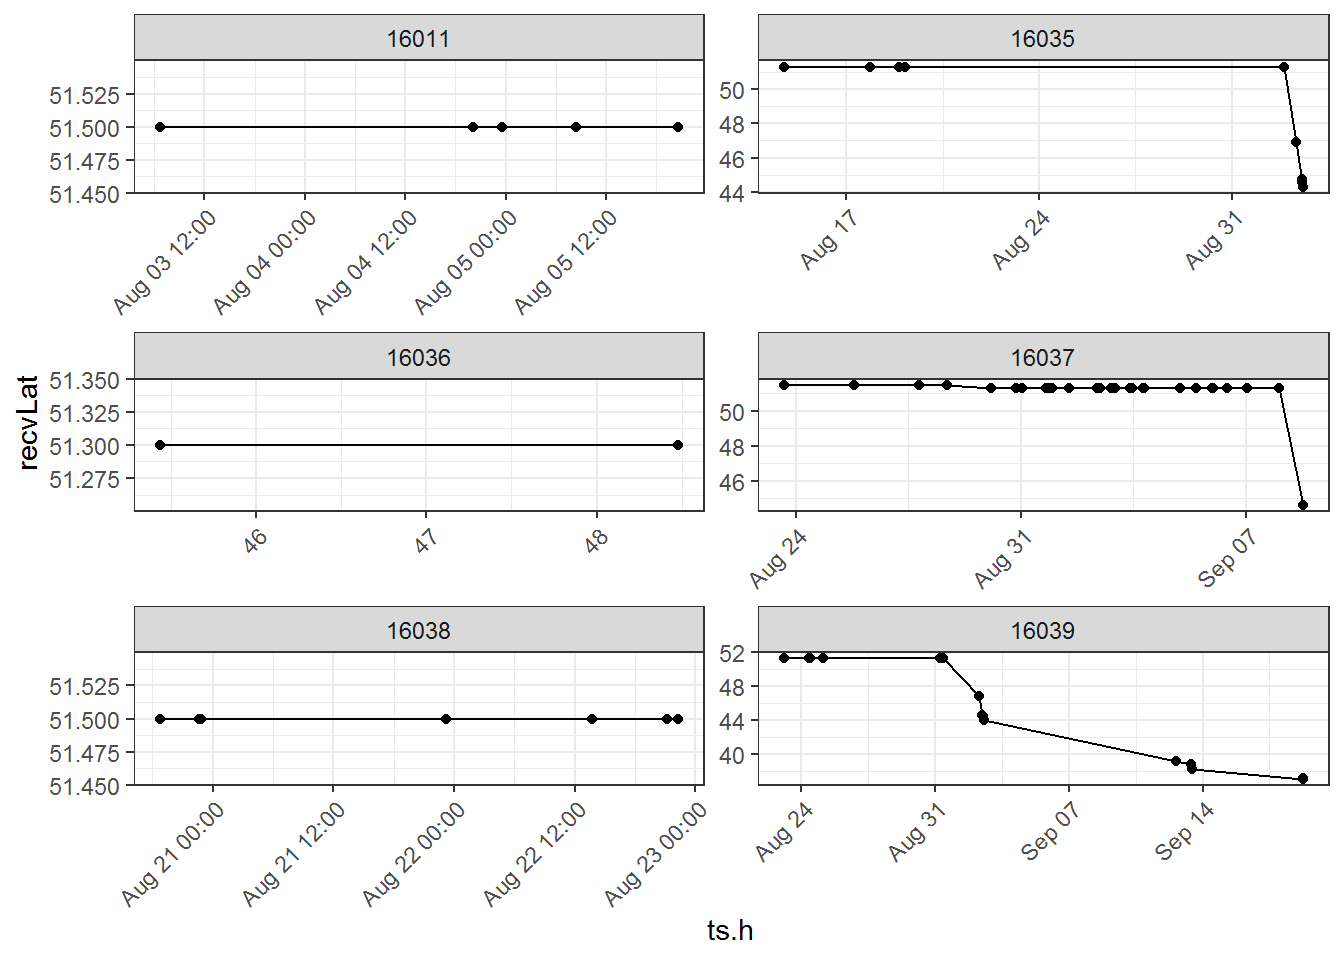 16011
16035
51.525
51.500
51.475
51.450
Aug 03 12:00
Aug 04 00:00
Aug 04 12:00
Aug 05 00:00
Aug 05 12:00
50
48
46
44
Aug 17
Aug 24
Aug 31
recvLat
16036
16037
51.350
51.325
51.300
51.275
46
47
48
50
48
46
Aug 24
Aug 31
Sep 07
16038
16039
51.525
51.500
51.475
51.450
Aug 21 00:00
Aug 21 12:00
Aug 22 00:00
Aug 22 12:00
Aug 23 00:00
52
48
44
40
Aug 24
Aug 31
Sep 07
Sep 14
ts.h